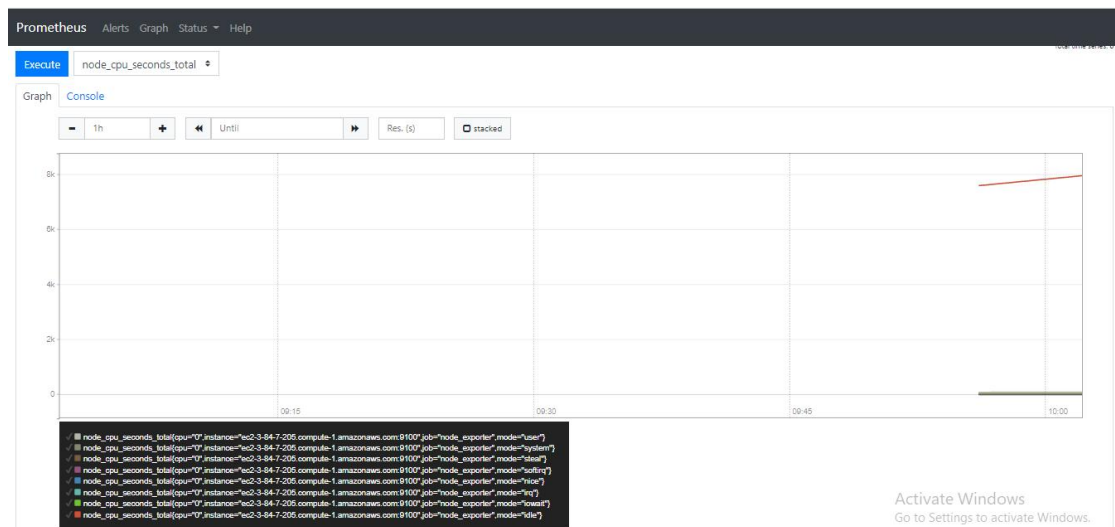 Prometheus Alerts Graph Status Help
Total time series: 8
Execute node_cpu_seconds_total
Graph Console
- 1h + Until Res. (s) stacked
8k
6k
4k
2k
0
09:15 09:30 09:45 10:00
node_cpu_seconds_total{cpu="0",instance="ec2-3-84-7-205.compute-1.amazonaws.com:9100",job="node_exporter",mode="user"}
node_cpu_seconds_total{cpu="0",instance="ec2-3-84-7-205.compute-1.amazonaws.com:9100",job="node_exporter",mode="system"}
node_cpu_seconds_total{cpu="0",instance="ec2-3-84-7-205.compute-1.amazonaws.com:9100",job="node_exporter",mode="steal"}
node_cpu_seconds_total{cpu="0",instance="ec2-3-84-7-205.compute-1.amazonaws.com:9100",job="node_exporter",mode="softirq"}
node_cpu_seconds_total{cpu="0",instance="ec2-3-84-7-205.compute-1.amazonaws.com:9100",job="node_exporter",mode="nice"}
node_cpu_seconds_total{cpu="0",instance="ec2-3-84-7-205.compute-1.amazonaws.com:9100",job="node_exporter",mode="irq"}
node_cpu_seconds_total{cpu="0",instance="ec2-3-84-7-205.compute-1.amazonaws.com:9100",job="node_exporter",mode="iowait"}
node_cpu_seconds_total{cpu="0",instance="ec2-3-84-7-205.compute-1.amazonaws.com:9100",job="node_exporter",mode="idle"}
Activate Windows
Go to Settings to activate Windows.